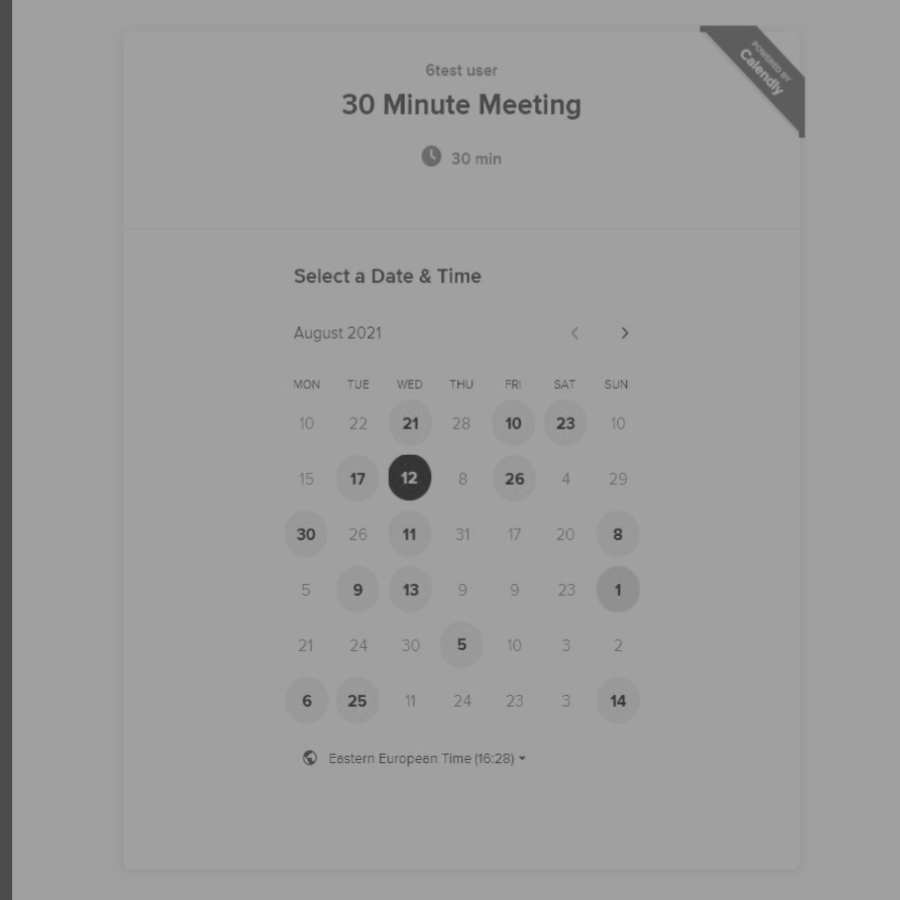 POWERED BY
Calendly
6test user
30 Minute Meeting
30 min
Select a Date & Time
August 2021
MON TUE WED THU FRI SAT SUN
10 22 21 28 10 23 10
15 17 12 8 26 4 29
30 26 11 31 17 20 8
5 9 13 9 9 23 1
21 24 30 5 10 3 2
6 25 11 24 23 3 14
Eastern European Time (16:28)